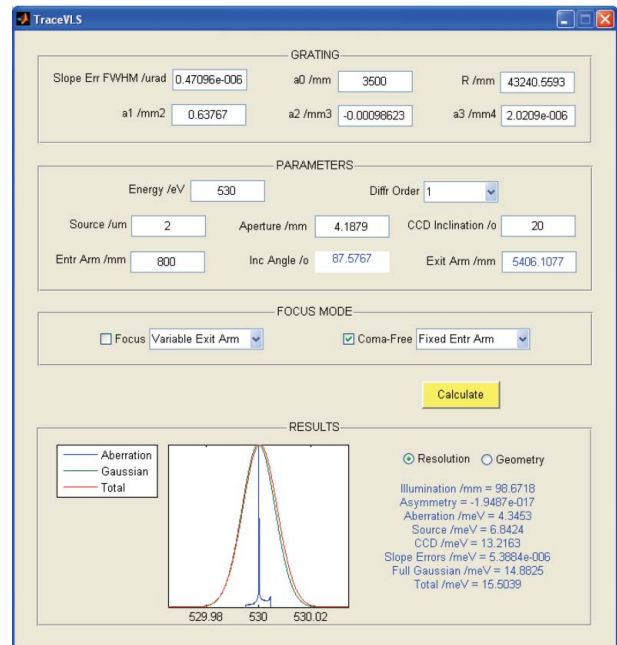 TraceVLS
GRATING
Slope Err FWHM /urad 0.47096e-006 a0 /mm 3500 R /mm 43240.5593
a1 /mm2 0.63767 a2 /mm3 -0.00098623 a3 /mm4 2.0209e-006
PARAMETERS
Energy /eV 530 Diffr Order 1
Source /um 2 Aperture /mm 4.1879 CCD Inclination /o 20
Entr Arm /mm 800 Inc Angle /o 87.5767 Exit Arm /mm 5406.1077
FOCUS MODE
Focus Variable Exit Arm Coma-Free Fixed Entr Arm
Calculate
RESULTS
Aberration
Gaussian
Total
529.98 530 530.02
Resolution Geometry
Illumination /mm = 98.6718
Asymmetry = -1.9487e-017
Aberration /meV = 4.3453
Source /meV = 6.8424
CCD /meV = 13.2163
Slope Errors /meV = 5.3884e-006
Full Gaussian /meV = 14.8825
Total /meV = 15.5039